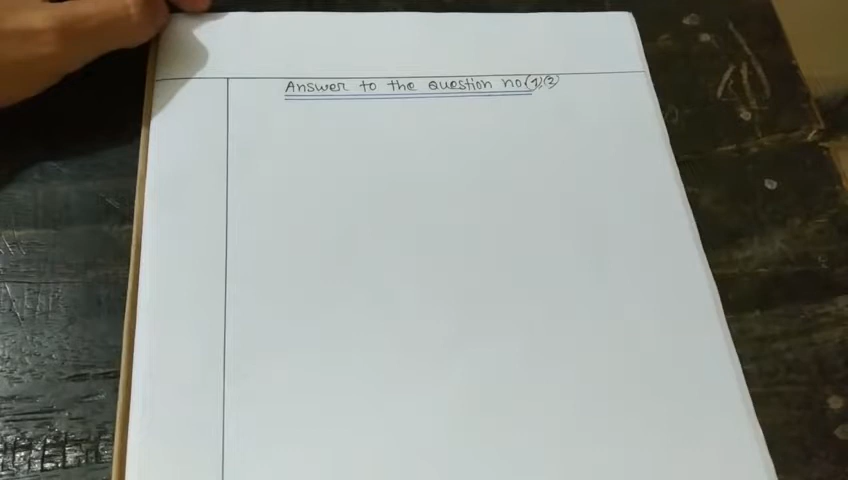 Answer to the question no (1)(2)